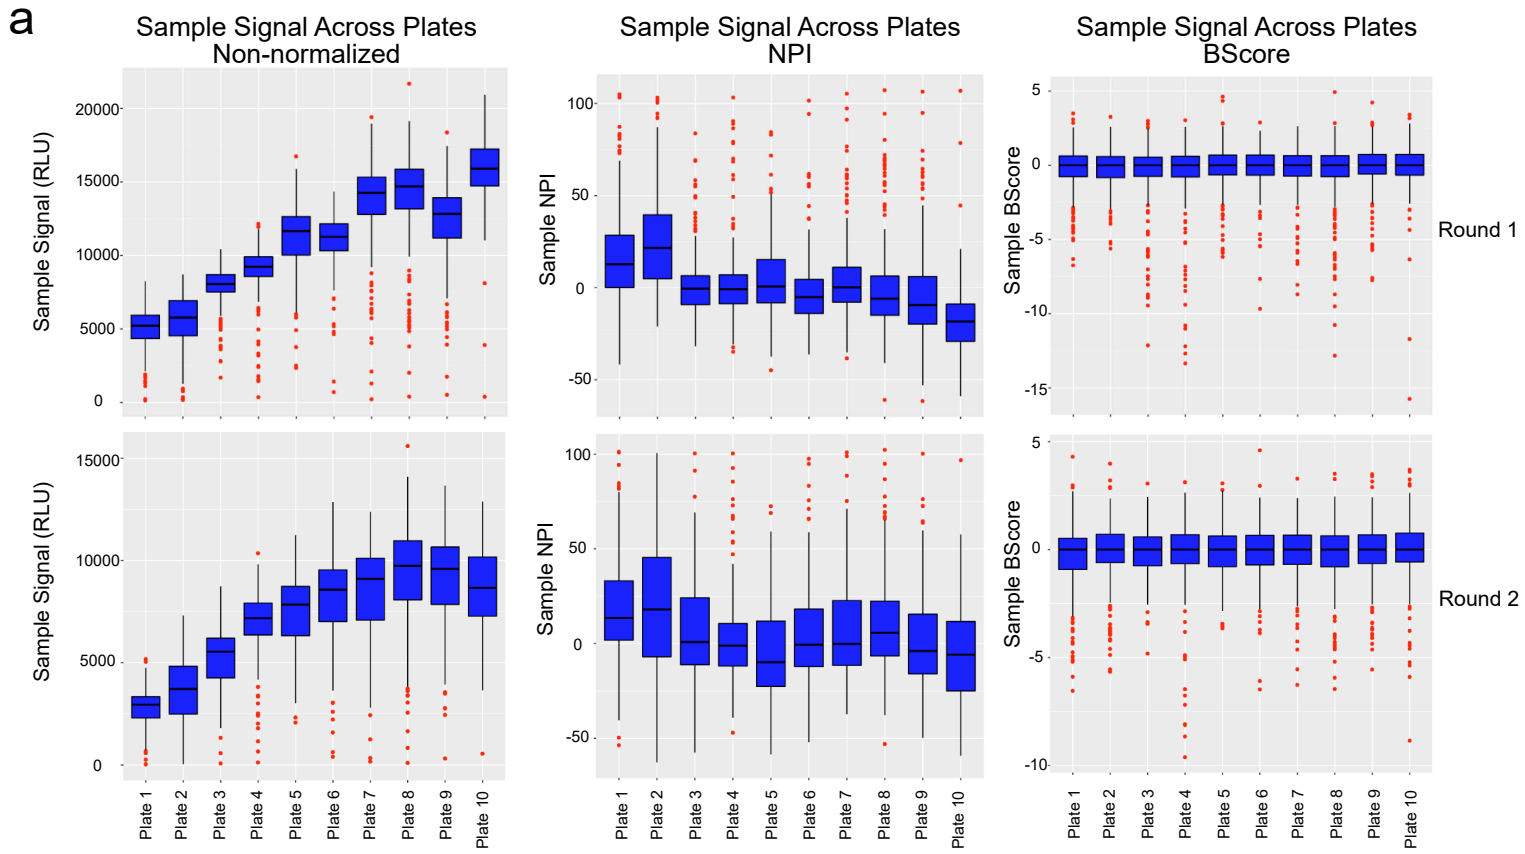 a
Sample Signal Across Plates
Non-normalized
Sample Signal Across Plates
NPI
Sample Signal Across Plates
BScore
Sample Signal (RLU)
20000
15000
10000
5000
0
Sample NPI
100
50
0
-50
Sample BScore
5
0
-5
-10
-15
Round 1
Sample Signal (RLU)
15000
10000
5000
0
Sample NPI
100
50
0
-50
Sample BScore
5
0
-5
-10
Round 2
Plate 1
Plate 2
Plate 3
Plate 4
Plate 5
Plate 6
Plate 7
Plate 8
Plate 9
Plate 10
Plate 1
Plate 2
Plate 3
Plate 4
Plate 5
Plate 6
Plate 7
Plate 8
Plate 9
Plate 10
Plate 1
Plate 2
Plate 3
Plate 4
Plate 5
Plate 6
Plate 7
Plate 8
Plate 9
Plate 10